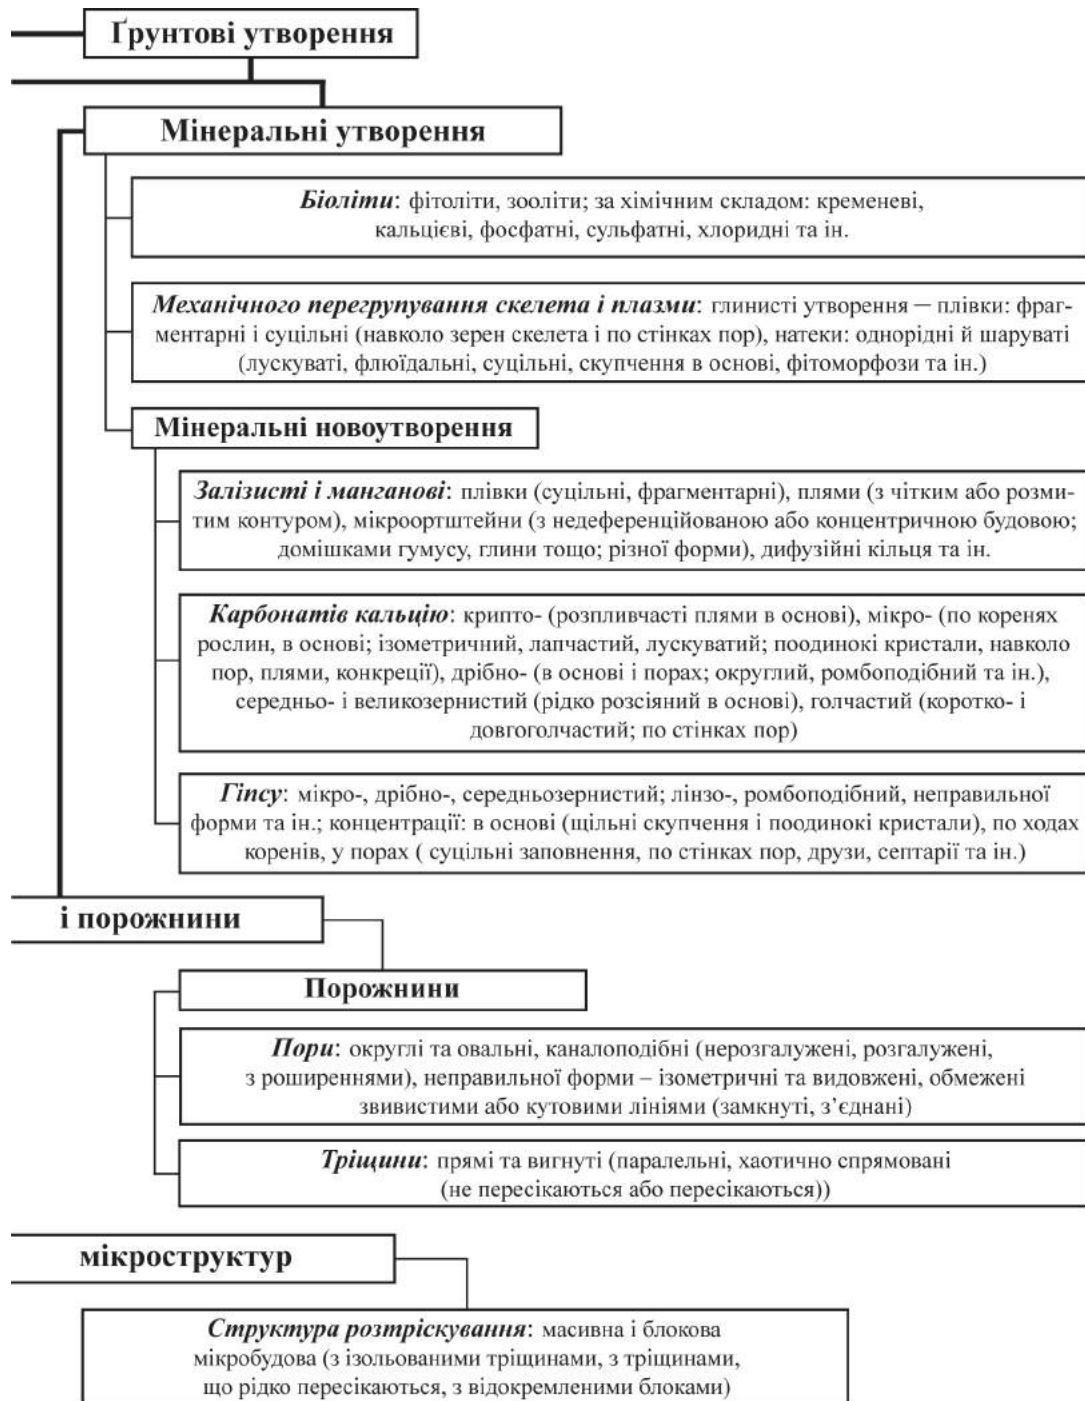 Ґрунтові утворення
Мінеральні утворення
Біоліти: фітоліти, зооліти; за хімічним складом: кременеві,
кальцієві, фосфатні, сульфатні, хлоридні та ін.
Механічного перегрупування скелета і плазми: глинисті утворення — плівки: фраг-
ментарні і суцільні (навколо зерен скелета і по стінках пор), натеки: однорідні й шаруваті
(лускуваті, флюїдальні, суцільні, скупчення в основі, фітоморфози та ін.)
Мінеральні новоутворення
Залізисті і манганові: плівки (суцільні, фрагментарні), плями (з чітким або розми-
тим контуром), мікроортштейни (з недеференційованою або концентричною будовою;
домішками гумусу, глини тощо; різної форми), дифузійні кільця та ін.
Карбонатів кальцію: крипто- (розпливчасті плями в основі), мікро- (по коренях
рослин, в основі; ізометричний, лапчастий, лускуватий; поодинокі кристали, навколо
пор, плями, конкреції), дрібно- (в основі і порах; округлий, ромбоподібний та ін.),
середньо- і великозернистий (рідко розсіяний в основі), голчастий (коротко- і
довгоголчастий; по стінках пор)
Гіпсу: мікро-, дрібно-, середньозернистий; лінзо-, ромбоподібний, неправильної
форми та ін.; концентрації: в основі (щільні скупчення і поодинокі кристали), по ходах
коренів, у порах ( суцільні заповнення, по стінках пор, друзи, септарії та ін.)
і порожнини
Порожнини
Пори: округлі та овальні, каналоподібні (нерозгалужені, розгалужені,
з роширеннями), неправильної форми – ізометричні та видовжені, обмежені
звивистими або кутовими лініями (замкнуті, з’єднані)
Тріщини: прямі та вигнуті (паралельні, хаотично спрямовані
(не пересікаються або пересікаються))
мікроструктур
Структура розтріскування: масивна і блокова
мікробудова (з ізольованими тріщинами, з тріщинами,
що рідко пересікаються, з відокремленими блоками)